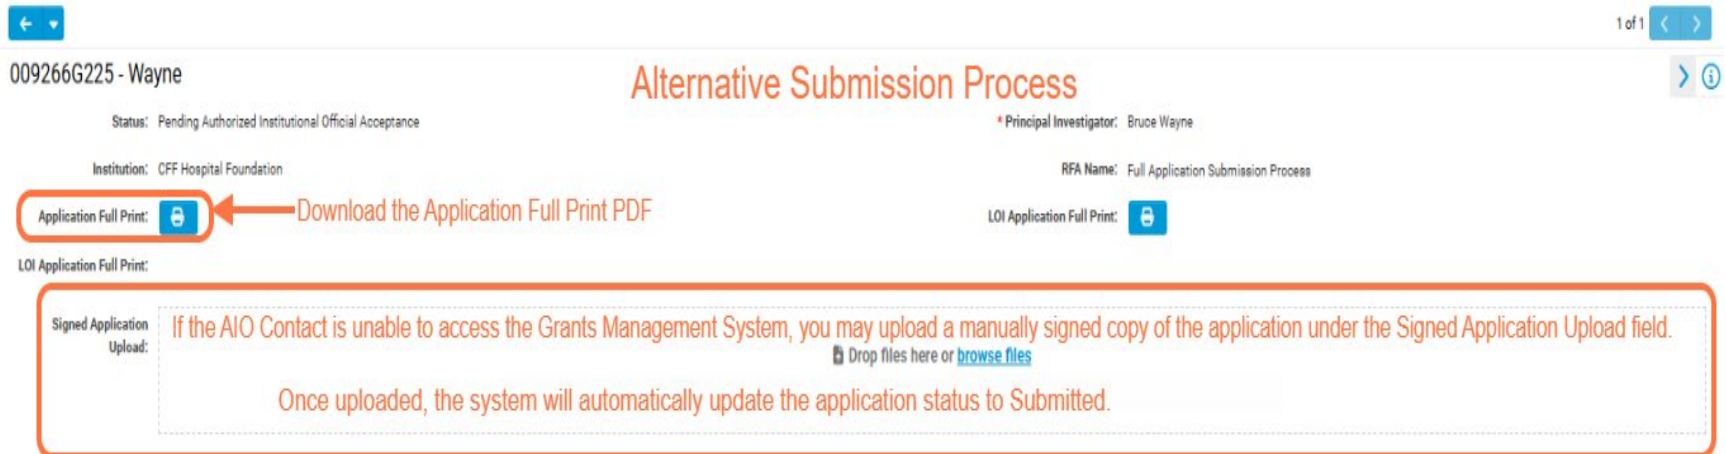 1 of 1
009266G225 - Wayne
Alternative Submission Process
Status: Pending Authorized Institutional Official Acceptance
* Principal Investigator: Bruce Wayne
Institution: CFF Hospital Foundation
RFA Name: Full Application Submission Process
Application Full Print:
Download the Application Full Print PDF
LOI Application Full Print:
LOI Application Full Print:
Signed Application
Upload:
If the AIO Contact is unable to access the Grants Management System, you may upload a manually signed copy of the application under the Signed Application Upload field.
Drop files here or browse files
Once uploaded, the system will automatically update the application status to Submitted.